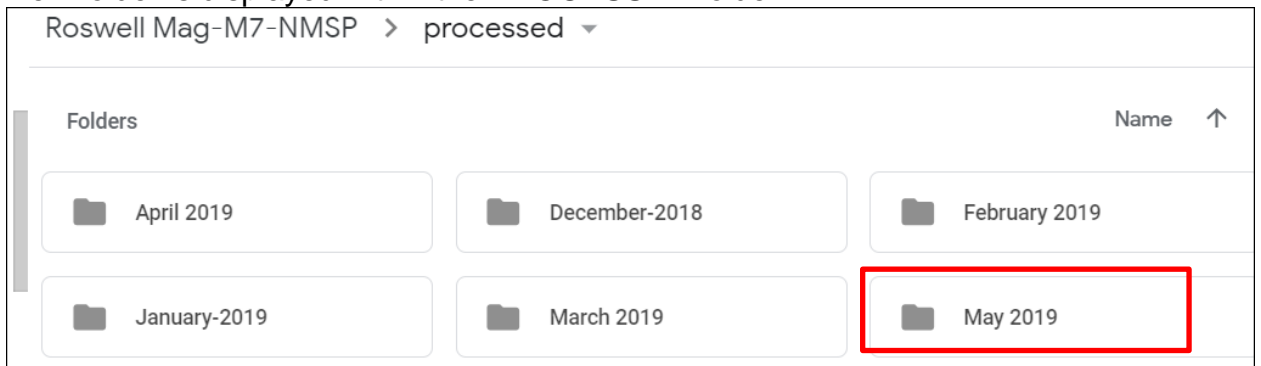 Roswell Mag-M7-NMSP > processed
Folders Name ↑
April 2019 December-2018 February 2019
January-2019 March 2019 May 2019